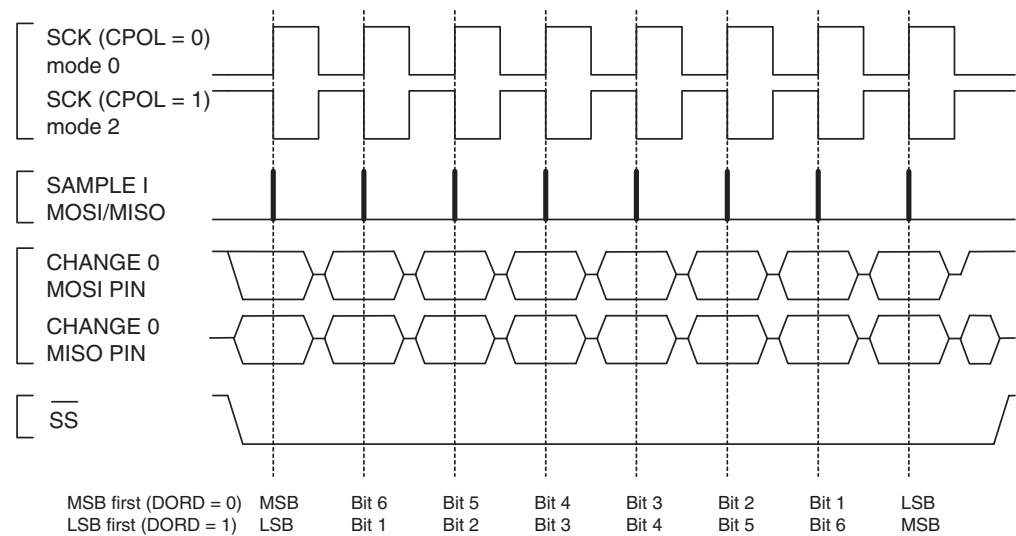 SCK (CPOL = 0)
mode 0
SCK (CPOL = 1)
mode 2
SAMPLE I
MOSI/MISO
CHANGE 0
MOSI PIN
CHANGE 0
MISO PIN
SS
MSB first (DORD = 0) MSB Bit 6 Bit 5 Bit 4 Bit 3 Bit 2 Bit 1 LSB
LSB first (DORD = 1) LSB Bit 1 Bit 2 Bit 3 Bit 4 Bit 5 Bit 6 MSB